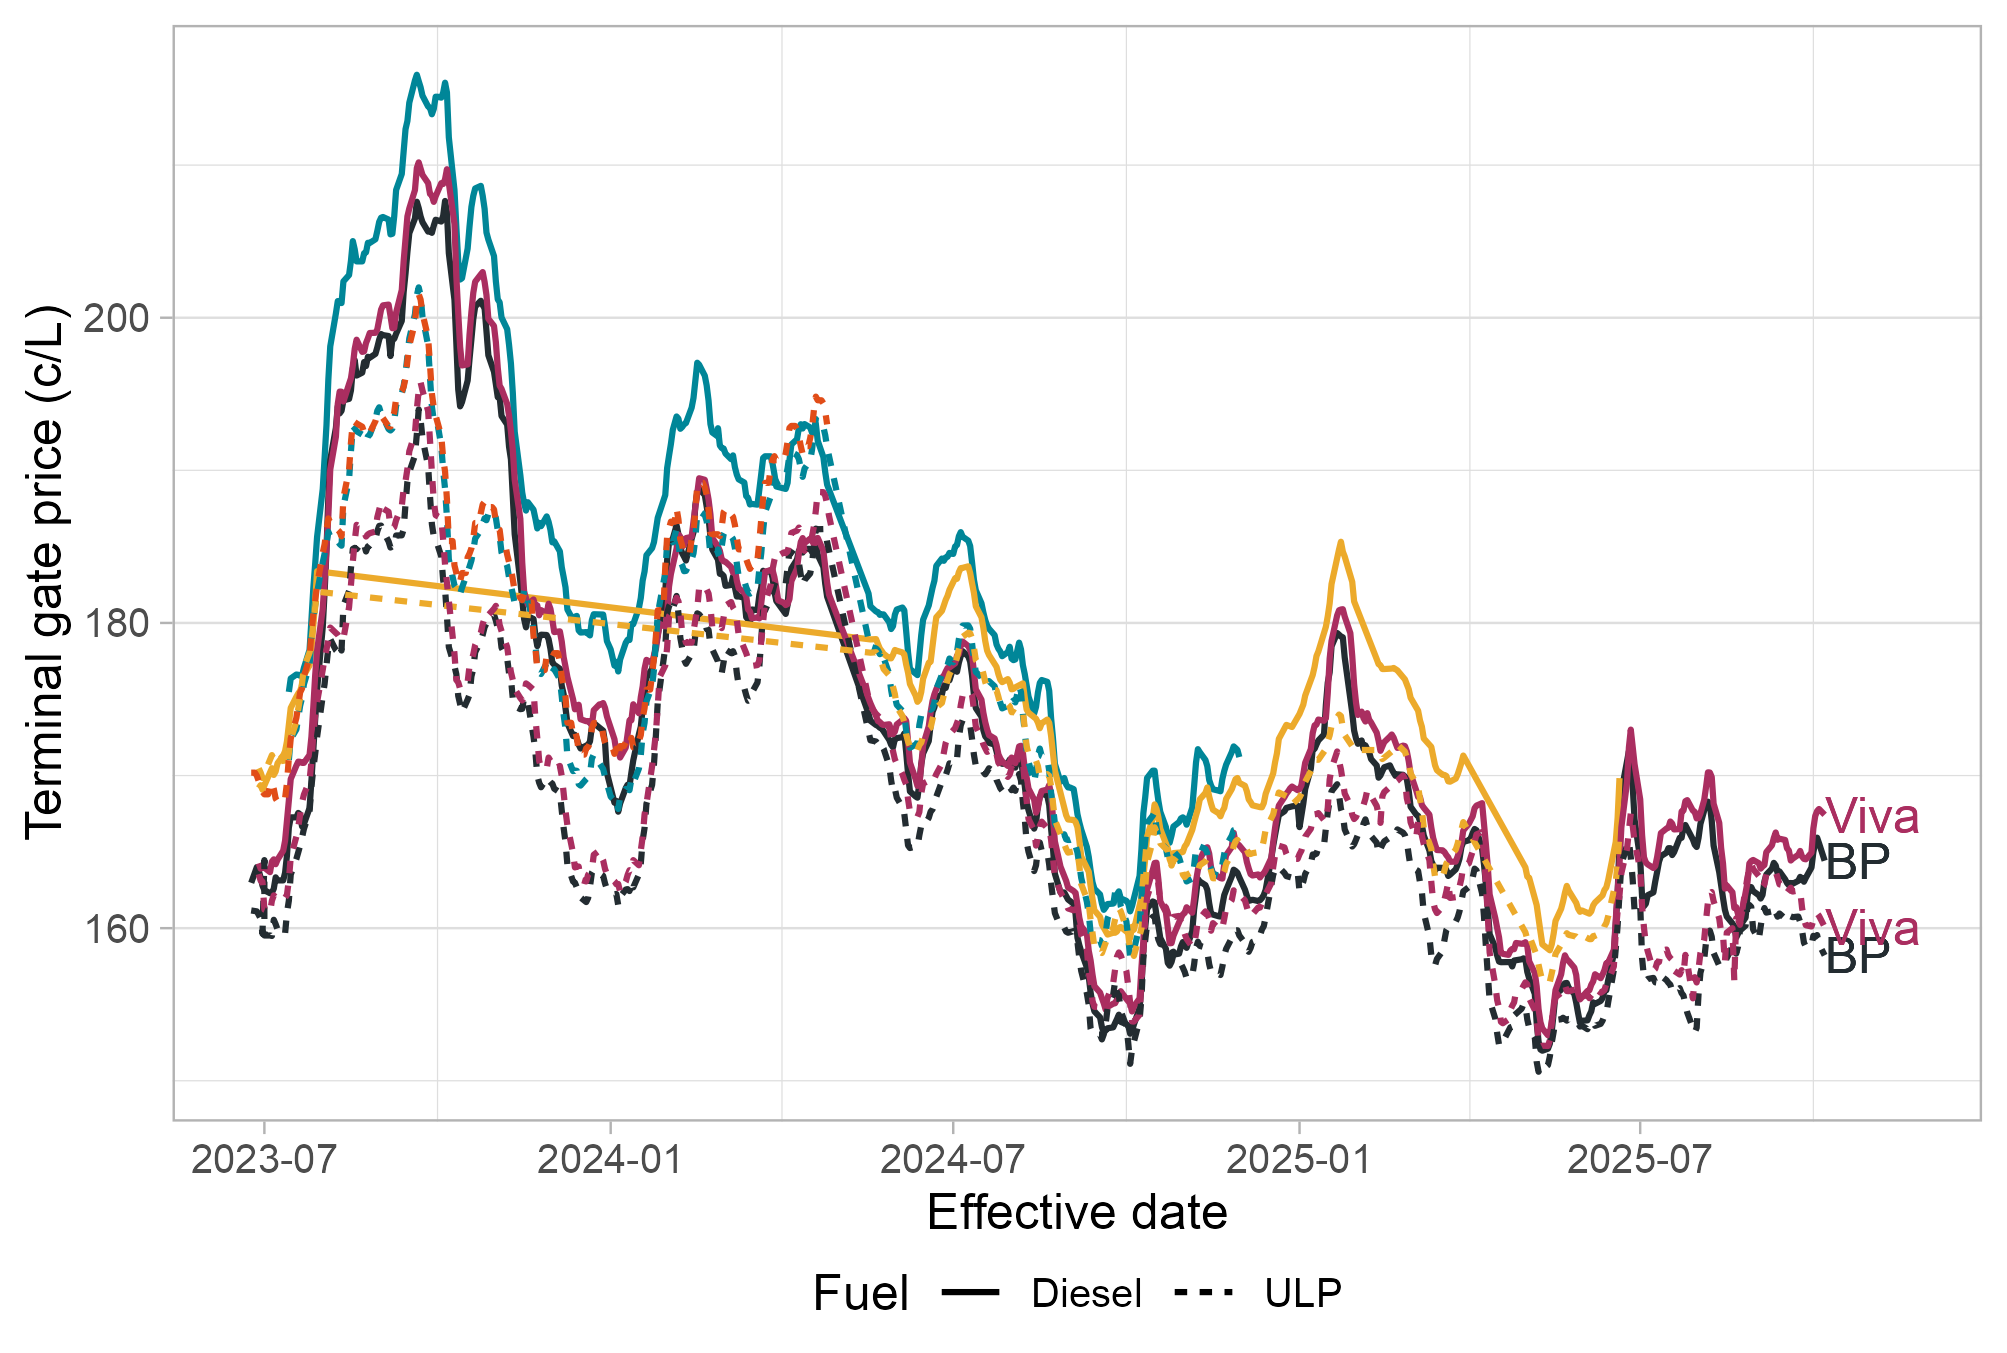 Terminal gate price (c/L)
200
180
160
Viva
BP
Viva
BP
2023-07 2024-01 2024-07 2025-01 2025-07
Effective date
Fuel Diesel ULP